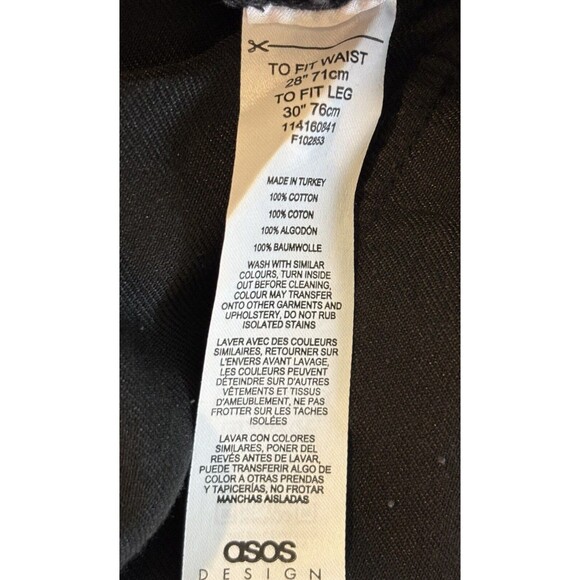 TO FIT WAIST
28" 71cm
TO FIT LEG
30" 76cm
114160841
F102853
MADE IN TURKEY
100% COTTON
100% COTON
100% ALGODÓN
100% BAUMWOLLE
WASH WITH SIMILAR
COLOURS, TURN INSIDE
OUT BEFORE CLEANING,
COLOUR MAY TRANSFER
ONTO OTHER GARMENTS AND
UPHOLSTERY, DO NOT RUB
ISOLATED STAINS
LAVER AVEC DES COULEURS
SIMILAIRES, RETOURNER SUR
L'ENVERS AVANT LAVAGE,
LES COULEURS PEUVENT
DÉTEINDRE SUR D'AUTRES
VÊTEMENTS ET TISSUS
D'AMEUBLEMENT, NE PAS
FROTTER SUR LES TACHES
ISOLÉES
LAVAR CON COLORES
SIMILARES, PONER DEL
REVÉS ANTES DE LAVAR,
PUEDE TRANSFERIR ALGO DE
COLOR A OTRAS PRENDAS
Y TAPICERÍAS, NO FROTAR
MANCHAS AISLADAS
asos
DESIGN